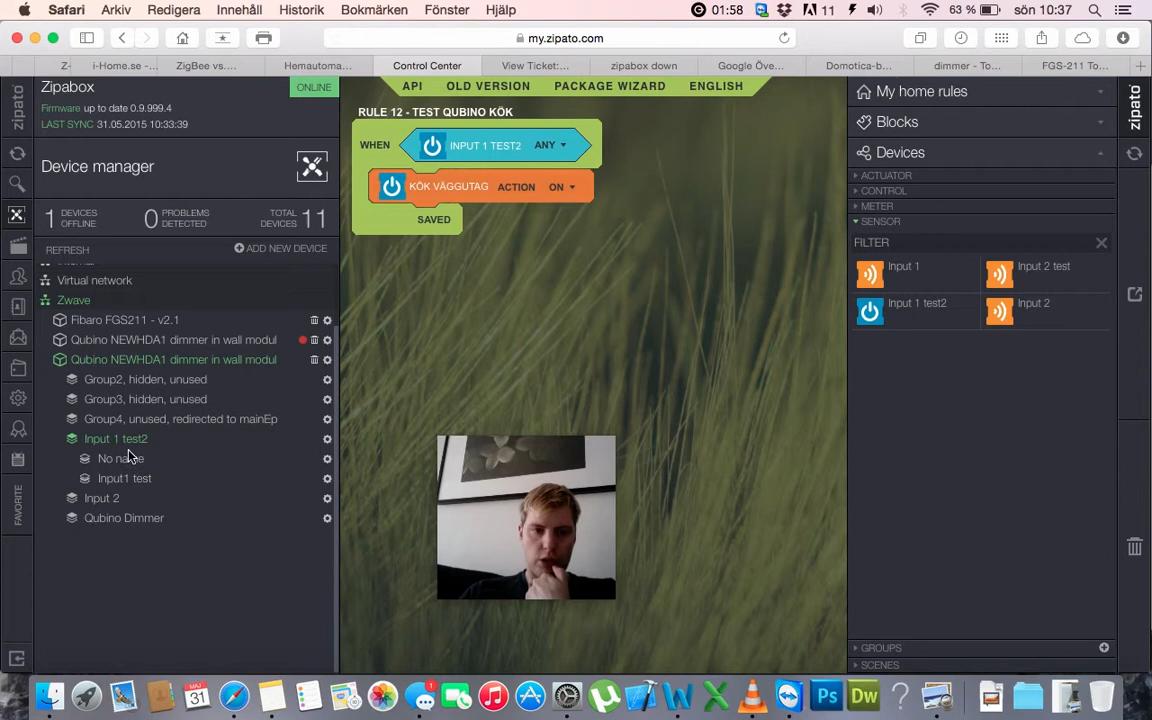 Safari Arkiv Redigera Innehåll Historik Bokmärken Fönster Hjälp 01:58 11 63 % sön 10:37
my.zipato.com
Z- i-Home.se -... ZigBee vs.... Hemautoma... Control Center View Ticket:... zipabox down Google Öve... Domotica-b... dimmer - To... FGS-211 To...
Zipabox ONLINE
Firmware up to date 0.9.999.4
LAST SYNC 31.05.2015 10:33:39
zipato
Device manager
1 DEVICES OFFLINE 0 PROBLEMS DETECTED TOTAL DEVICES 11
REFRESH ADD NEW DEVICE
Virtual network
Zwave
Fibaro FGS211 - v2.1
Qubino NEWHDA1 dimmer in wall modul
Qubino NEWHDA1 dimmer in wall modul
Group2, hidden, unused
Group3, hidden, unused
Group4, unused, redirected to mainEp
Input 1 test2
No name
Input1 test
Input 2
Qubino Dimmer
FAVORITE
API OLD VERSION PACKAGE WIZARD ENGLISH
RULE 12 - TEST QUBINO KÖK
WHEN INPUT 1 TEST2 ANY
KÖK VÄGGUTAG ACTION ON
SAVED
My home rules
Blocks
Devices
ACTUATOR
CONTROL
METER
SENSOR
FILTER
Input 1 Input 2 test
Input 1 test2 Input 2
GROUPS
SCENES
zipato
MAJ
31
1
Ps Dw